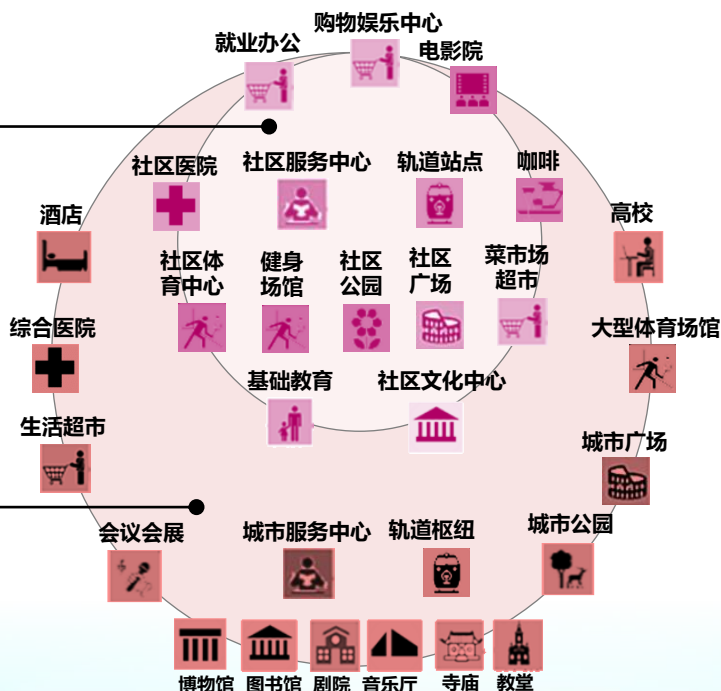 购物娱乐中心
就业办公
电影院
社区医院
社区服务中心
轨道站点
咖啡
酒店
高校
社区体
育中心
健身
场馆
社区
公园
社区
广场
菜市场
超市
综合医院
大型体育场馆
基础教育
社区文化中心
生活超市
城市广场
会议会展
城市服务中心
轨道枢纽
城市公园
博物馆
图书馆
剧院
音乐厅
寺庙
教堂